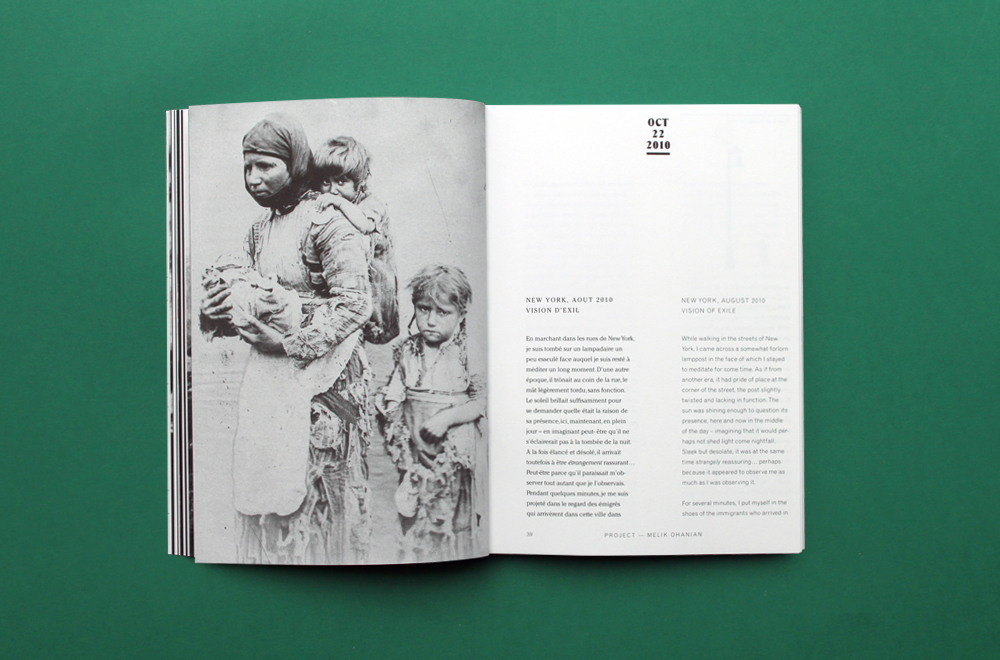 OCT
22
2010
NEW YORK, AOUT 2010
VISION D'EXIL
En marchant dans les rues de New York,
je suis tombé sur un lampadaire un
peu esseulé face auquel je suis resté à
méditer un long moment. D'une autre
époque, il trônait au coin de la rue, le
mât légèrement tordu, sans fonction.
Le soleil brillait suffisamment pour
se demander quelle était la raison de
sa présence, ici, maintenant, en plein
jour – en imaginant peut-être qu'il ne
s'éclairerait pas à la tombée de la nuit.
À la fois élancé et désolé, il arrivait
toutefois à être étrangement rassurant…
Peut-être parce qu'il paraissait m'ob-
server tout autant que je l'observais.
Pendant quelques minutes, je me suis
projeté dans le regard des émigrés
qui arrivèrent dans cette ville dans
NEW YORK, AUGUST 2010
VISION OF EXILE
While walking in the streets of New
York, I came across a somewhat forlorn
lamppost in the face of which I stayed
to meditate for some time. As if from
another era, it had pride of place at the
corner of the street, the post slightly
twisted and lacking in function. The
sun was shining enough to question its
presence, here and now in the middle
of the day – imagining that it would per-
haps not shed light come nightfall.
Sleek but desolate, it was at the same
time strangely reassuring… perhaps
because it appeared to observe me as
much as I was observing it.
For several minutes, I put myself in the
shoes of the immigrants who arrived in
PROJECT — MELIK OHANIAN